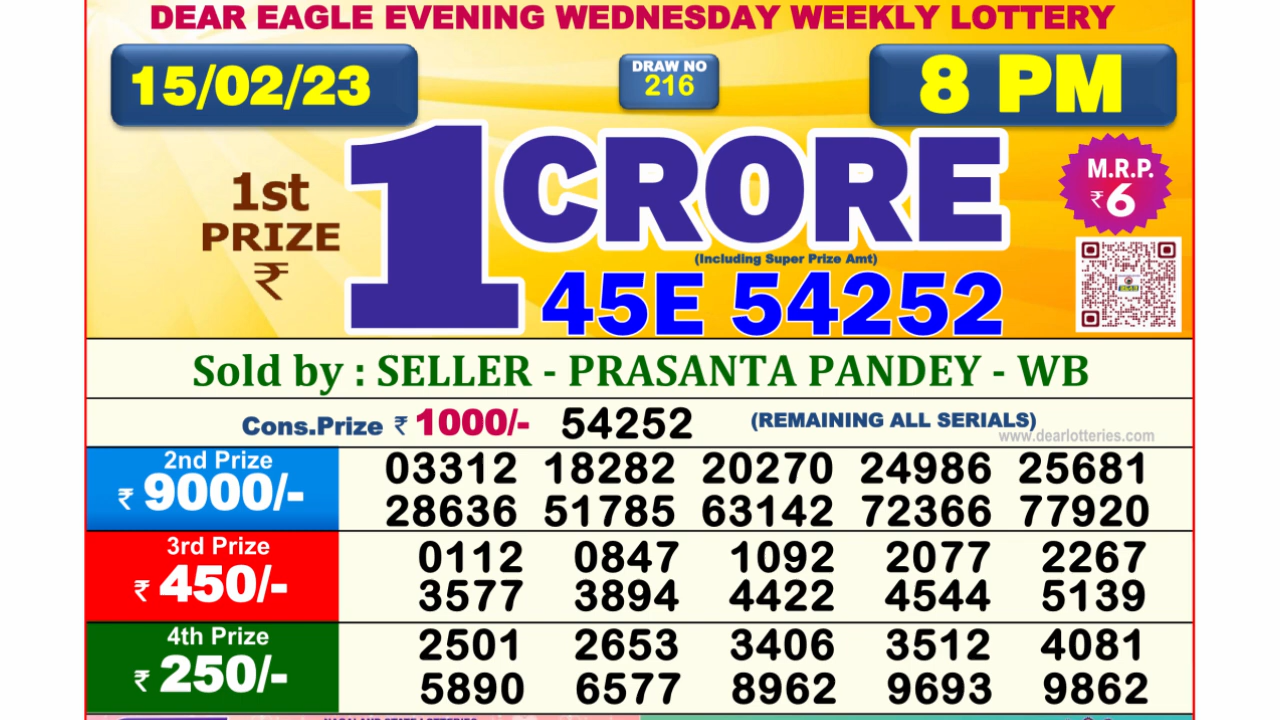 DEAR EAGLE EVENING WEDNESDAY WEEKLY LOTTERY
15/02/23
DRAW NO
216
8 PM
1st
PRIZE
₹
1 CRORE
(Including Super Prize Amt)
M.R.P.
₹6
45E 54252
Sold by : SELLER - PRASANTA PANDEY - WB
Cons.Prize ₹ 1000/- 54252 (REMAINING ALL SERIALS)
www.dearlotteries.com
2nd Prize
₹ 9000/-
03312 18282 20270 24986 25681
28636 51785 63142 72366 77920
3rd Prize
₹ 450/-
0112 0847 1092 2077 2267
3577 3894 4422 4544 5139
4th Prize
₹ 250/-
2501 2653 3406 3512 4081
5890 6577 8962 9693 9862